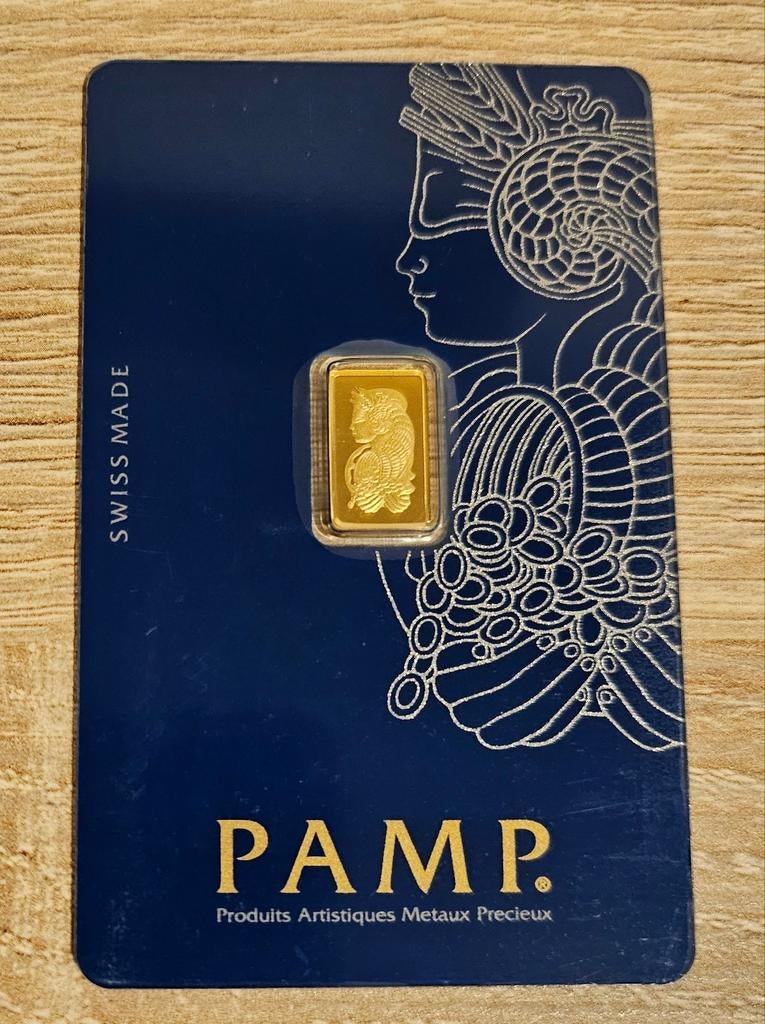 SWISS MADE
PAMP®
Produits Artistiques Metaux Precieux